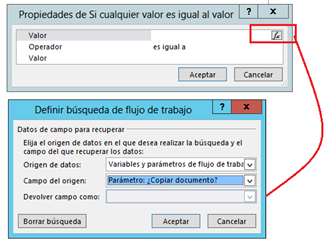 Propiedades de Si cualquier valor es igual al valor
?
x
Valor
fx
Operador
es igual a
Valor
Aceptar
Cancelar
Definir búsqueda de flujo de trabajo
?
x
Datos de campo para recuperar
Elija el origen de datos en el que desea realizar la búsqueda y el
campo del que recuperar los datos:
Origen de datos:
Variables y parámetros de flujo de traba
Campo del origen:
Parámetro: ¿Copiar documento?
Devolver campo como:
Borrar búsqueda
Aceptar
Cancelar